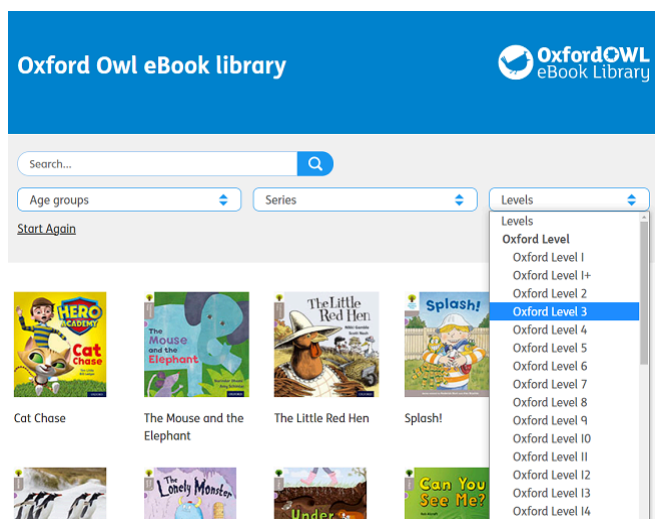 Oxford Owl eBook library
OxfordOWL
eBook Library
Search...
Age groups
Series
Levels
Start Again
Levels
Oxford Level
Oxford Level 1
Oxford Level 1+
Oxford Level 2
Oxford Level 3
Oxford Level 4
Oxford Level 5
Oxford Level 6
Oxford Level 7
Oxford Level 8
Oxford Level 9
Oxford Level 10
Oxford Level 11
Oxford Level 12
Oxford Level 13
Oxford Level 14
HERO
ACADEMY
Cat
Chase
The
Mouse
and the
Elephant
The Little
Red Hen
Splash!
Cat Chase
The Mouse and the
Elephant
The Little Red Hen
Splash!
The
Lonely Monster
Under
Can You
See Me?